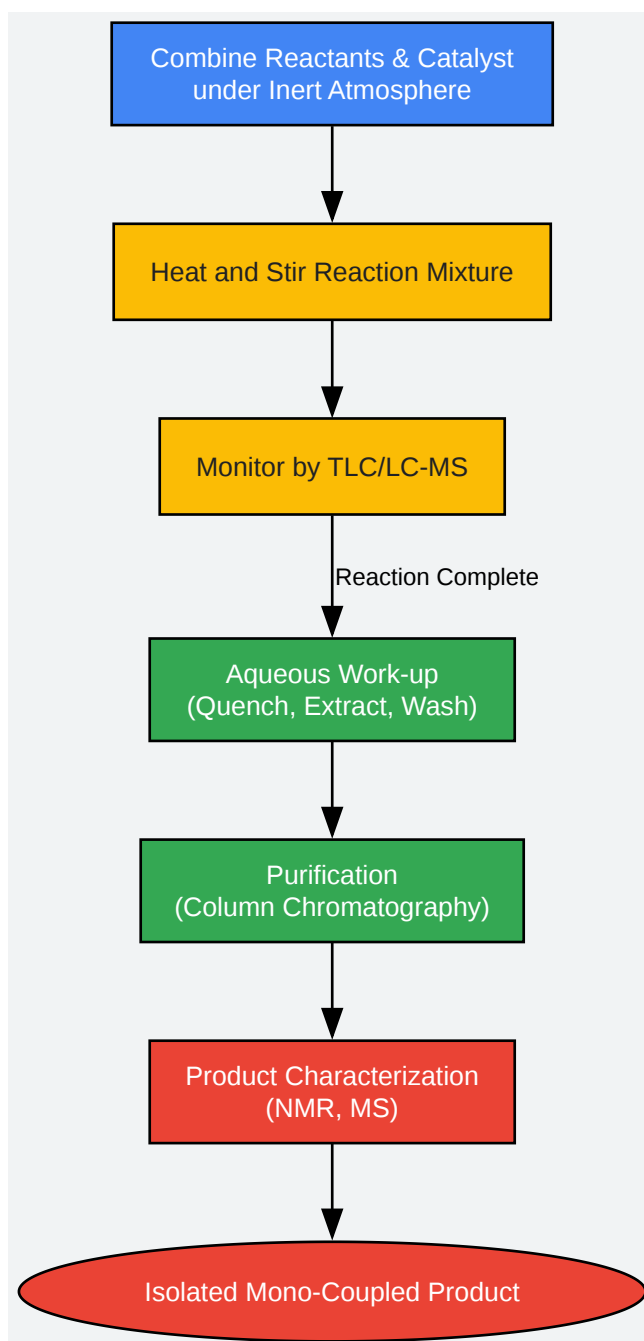 Combine Reactants & Catalyst
under Inert Atmosphere
Heat and Stir Reaction Mixture
Monitor by TLC/LC-MS
Reaction Complete
Aqueous Work-up
(Quench, Extract, Wash)
Purification
(Column Chromatography)
Product Characterization
(NMR, MS)
Isolated Mono-Coupled Product